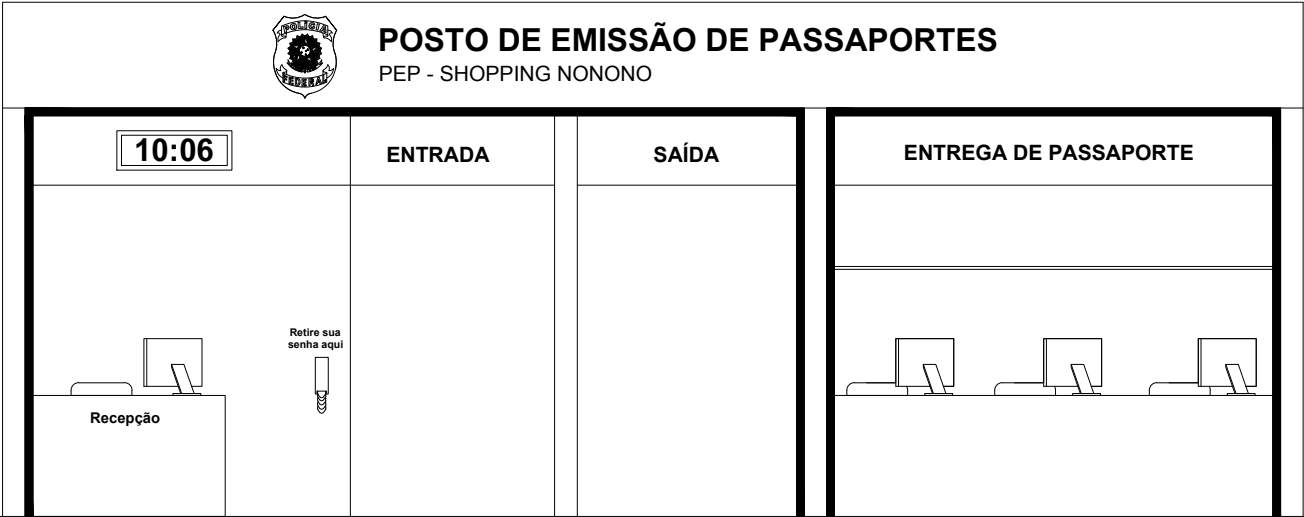 POLÍCIA
FEDERAL
POSTO DE EMISSÃO DE PASSAPORTES
PEP - SHOPPING NONONO
10:06
ENTRADA
SAÍDA
ENTREGA DE PASSAPORTE
Retire sua
senha aqui
Recepção